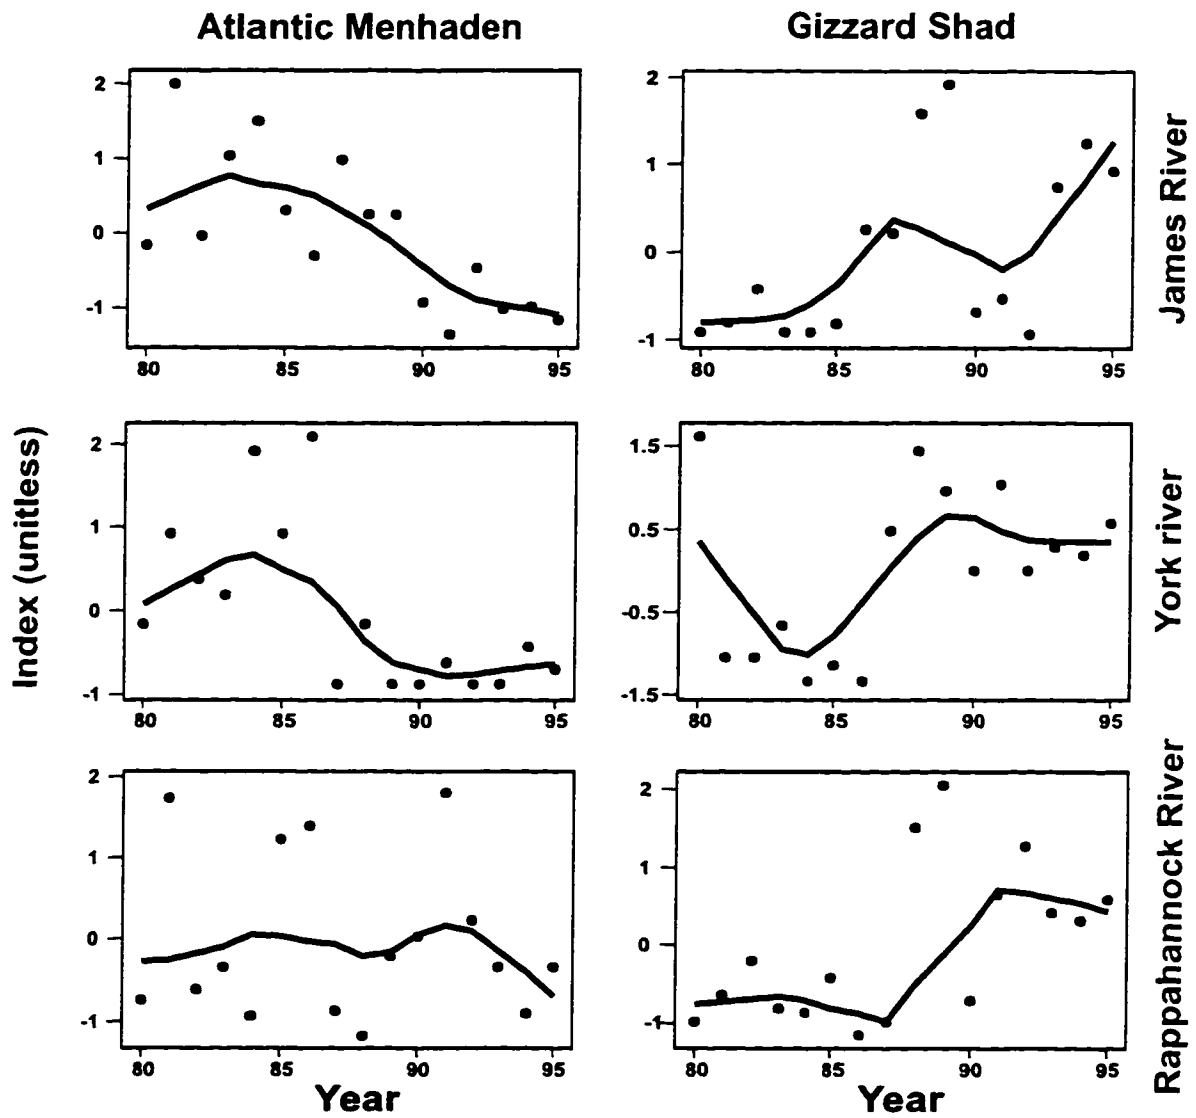 Atlantic Menhaden
Gizzard Shad
2
1
0
-1
80 85 90 95
2
1
0
-1
80 85 90 95
James River
Index (unitless)
2
1
0
-1
80 85 90 95
1.5
0.5
-0.5
-1.5
80 85 90 95
York river
2
1
0
-1
80 85 90 95
Year
2
1
0
-1
80 85 90 95
Year
Rappahannock River